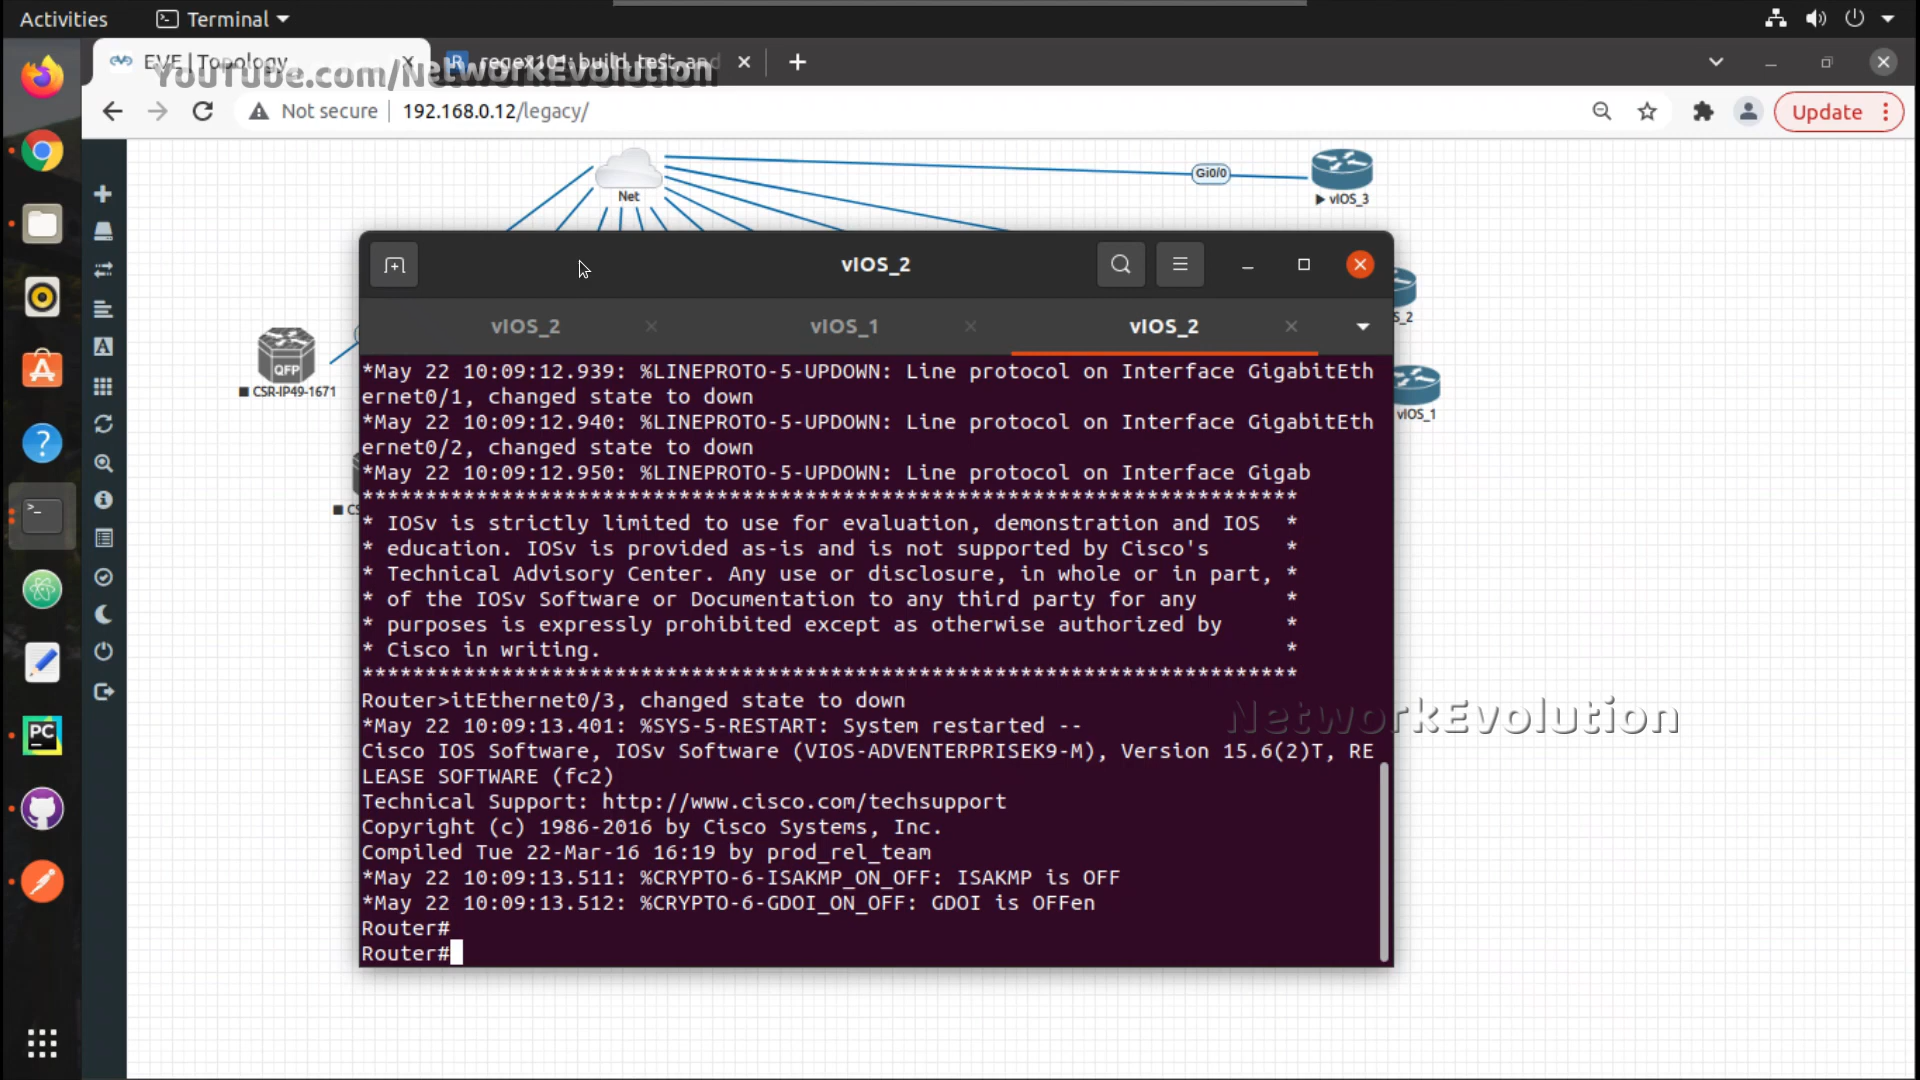 Activities
Terminal
EVE | Topology
regex101: build, test, and
YouTube.com/NetworkEvolution
Not secure
192.168.0.12/legacy/
Update
Net
Gi0/0
vIOS_3
vIOS_2
vIOS_2
vIOS_1
vIOS_2
S_2
QFP
CSR-IP49-1671
vIOS_1
CS
*May 22 10:09:12.939: %LINEPROTO-5-UPDOWN: Line protocol on Interface GigabitEth
ernet0/1, changed state to down
*May 22 10:09:12.940: %LINEPROTO-5-UPDOWN: Line protocol on Interface GigabitEth
ernet0/2, changed state to down
*May 22 10:09:12.950: %LINEPROTO-5-UPDOWN: Line protocol on Interface Gigab
**************************************************************************
* IOSv is strictly limited to use for evaluation, demonstration and IOS  *
* education. IOSv is provided as-is and is not supported by Cisco's      *
* Technical Advisory Center. Any use or disclosure, in whole or in part, *
* of the IOSv Software or Documentation to any third party for any       *
* purposes is expressly prohibited except as otherwise authorized by     *
* Cisco in writing.                                                      *
**************************************************************************
Router>itEthernet0/3, changed state to down
*May 22 10:09:13.401: %SYS-5-RESTART: System restarted --
Cisco IOS Software, IOSv Software (VIOS-ADVENTERPRISEK9-M), Version 15.6(2)T, RE
LEASE SOFTWARE (fc2)
Technical Support: http://www.cisco.com/techsupport
Copyright (c) 1986-2016 by Cisco Systems, Inc.
Compiled Tue 22-Mar-16 16:19 by prod_rel_team
*May 22 10:09:13.511: %CRYPTO-6-ISAKMP_ON_OFF: ISAKMP is OFF
*May 22 10:09:13.512: %CRYPTO-6-GDOI_ON_OFF: GDOI is OFFen
Router#
Router#
NetworkEvolution
PC